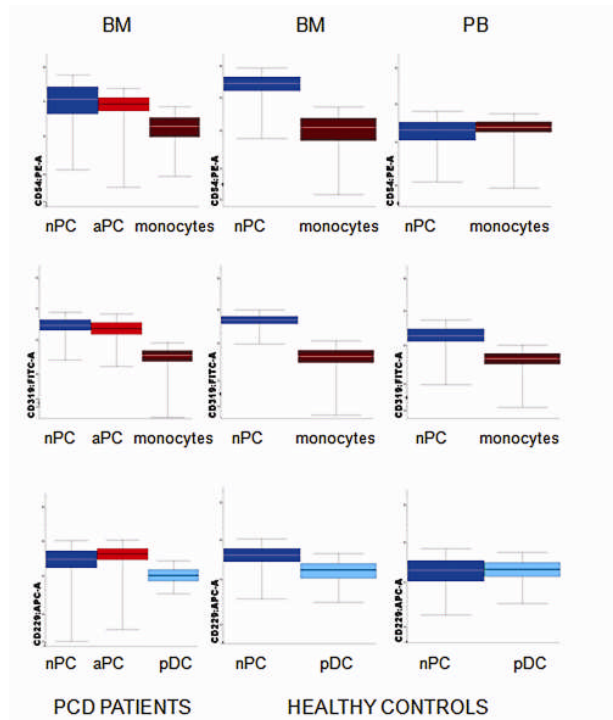 BM BM PB
CD54:PE-A CD54:PE-A CD54:PE-A
nPC aPC monocytes nPC monocytes nPC monocytes
CD319:FITC-A CD319:FITC-A CD319:FITC-A
nPC aPC monocytes nPC monocytes nPC monocytes
CD229:APC-A CD229:APC-A CD229:APC-A
nPC aPC pDC nPC pDC nPC pDC
PCD PATIENTS HEALTHY CONTROLS